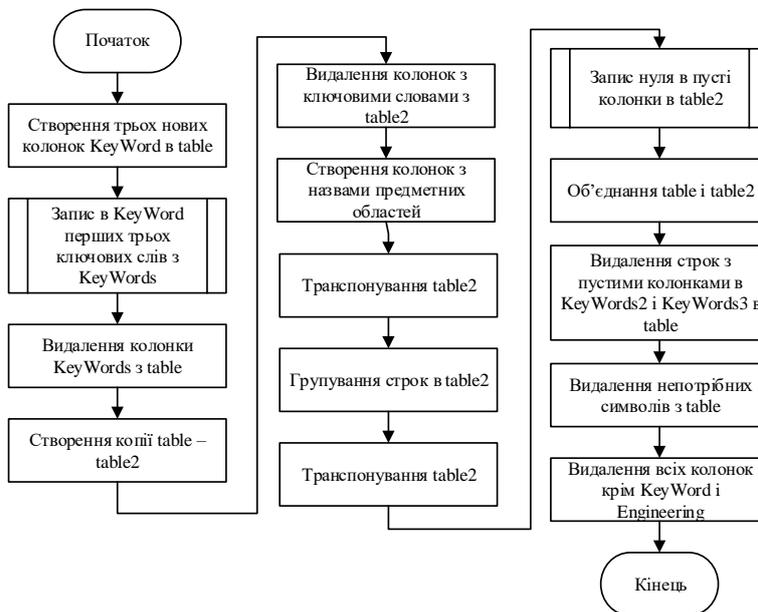 Початок
Створення трьох нових
колонок KeyWord в table
Запис в KeyWord
перших трьох
ключових слів з
KeyWords
Видалення колонки
KeyWords з table
Створення копії table –
table2
Видалення колонок з
ключовими словами з
table2
Створення колонок з
назвами предметних
областей
Транспонування table2
Групування строк в table2
Транспонування table2
Запис нуля в пусті
колонки в table2
Об’єднання table і table2
Видалення строк з
пустими колонками в
KeyWords2 і KeyWords3 в
table
Видалення непотрібних
символів з table
Видалення всіх колонок
крім KeyWord і
Engineering
Кінець